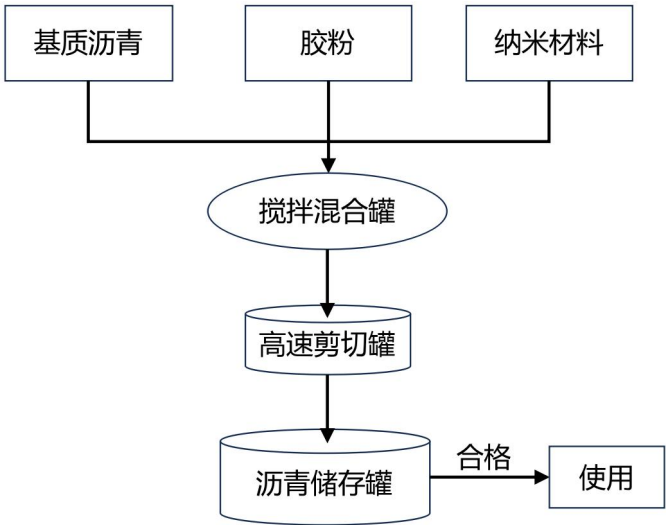 基质沥青
胶粉
纳米材料
搅拌混合罐
高速剪切罐
沥青储存罐
合格
使用